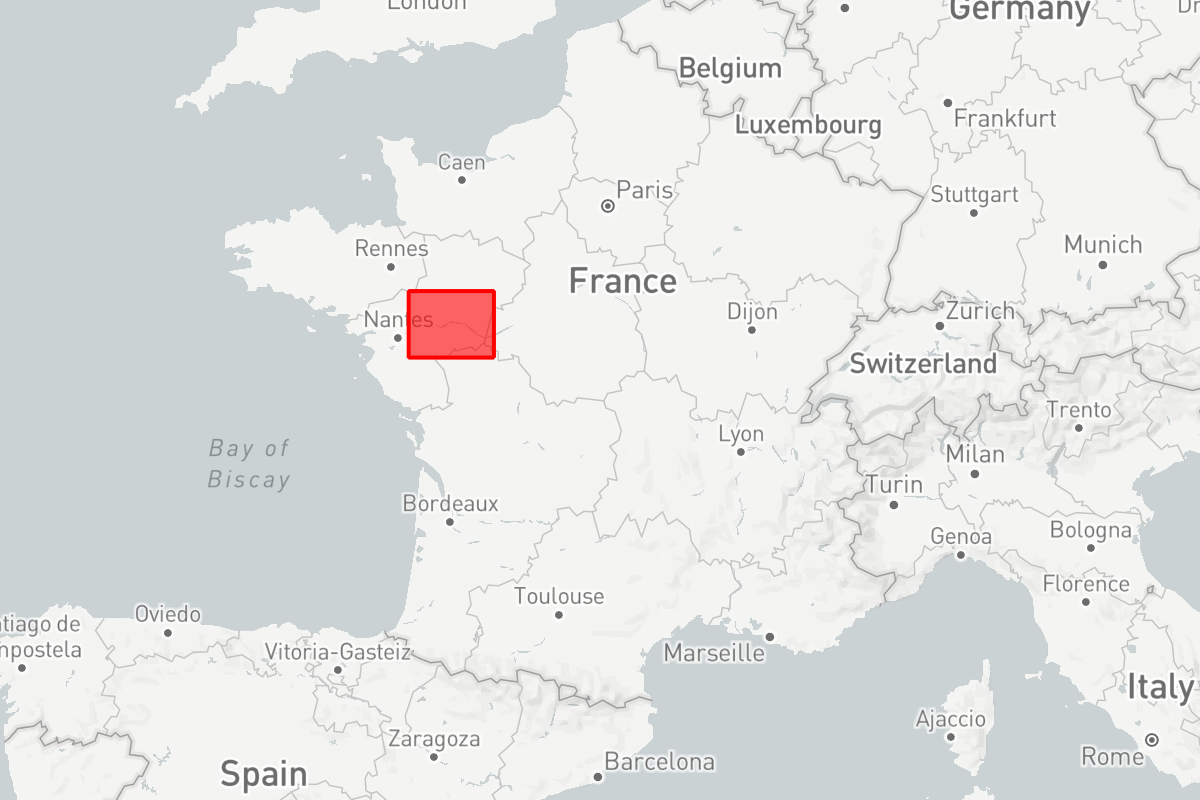 London
Germany
Dr
Belgium
Luxembourg
Frankfurt
Caen
Paris
Stuttgart
Rennes
Munich
France
Nantes
Dijon
Zurich
Switzerland
Trento
Lyon
Bay of
Biscay
Milan
Turin
Bordeaux
Bologna
Genoa
Florence
Toulouse
Oviedo
tiago de
mpostela
Vitoria-Gasteiz
Marseille
Italy
Ajaccio
Zaragoza
Rome
Barcelona
Spain